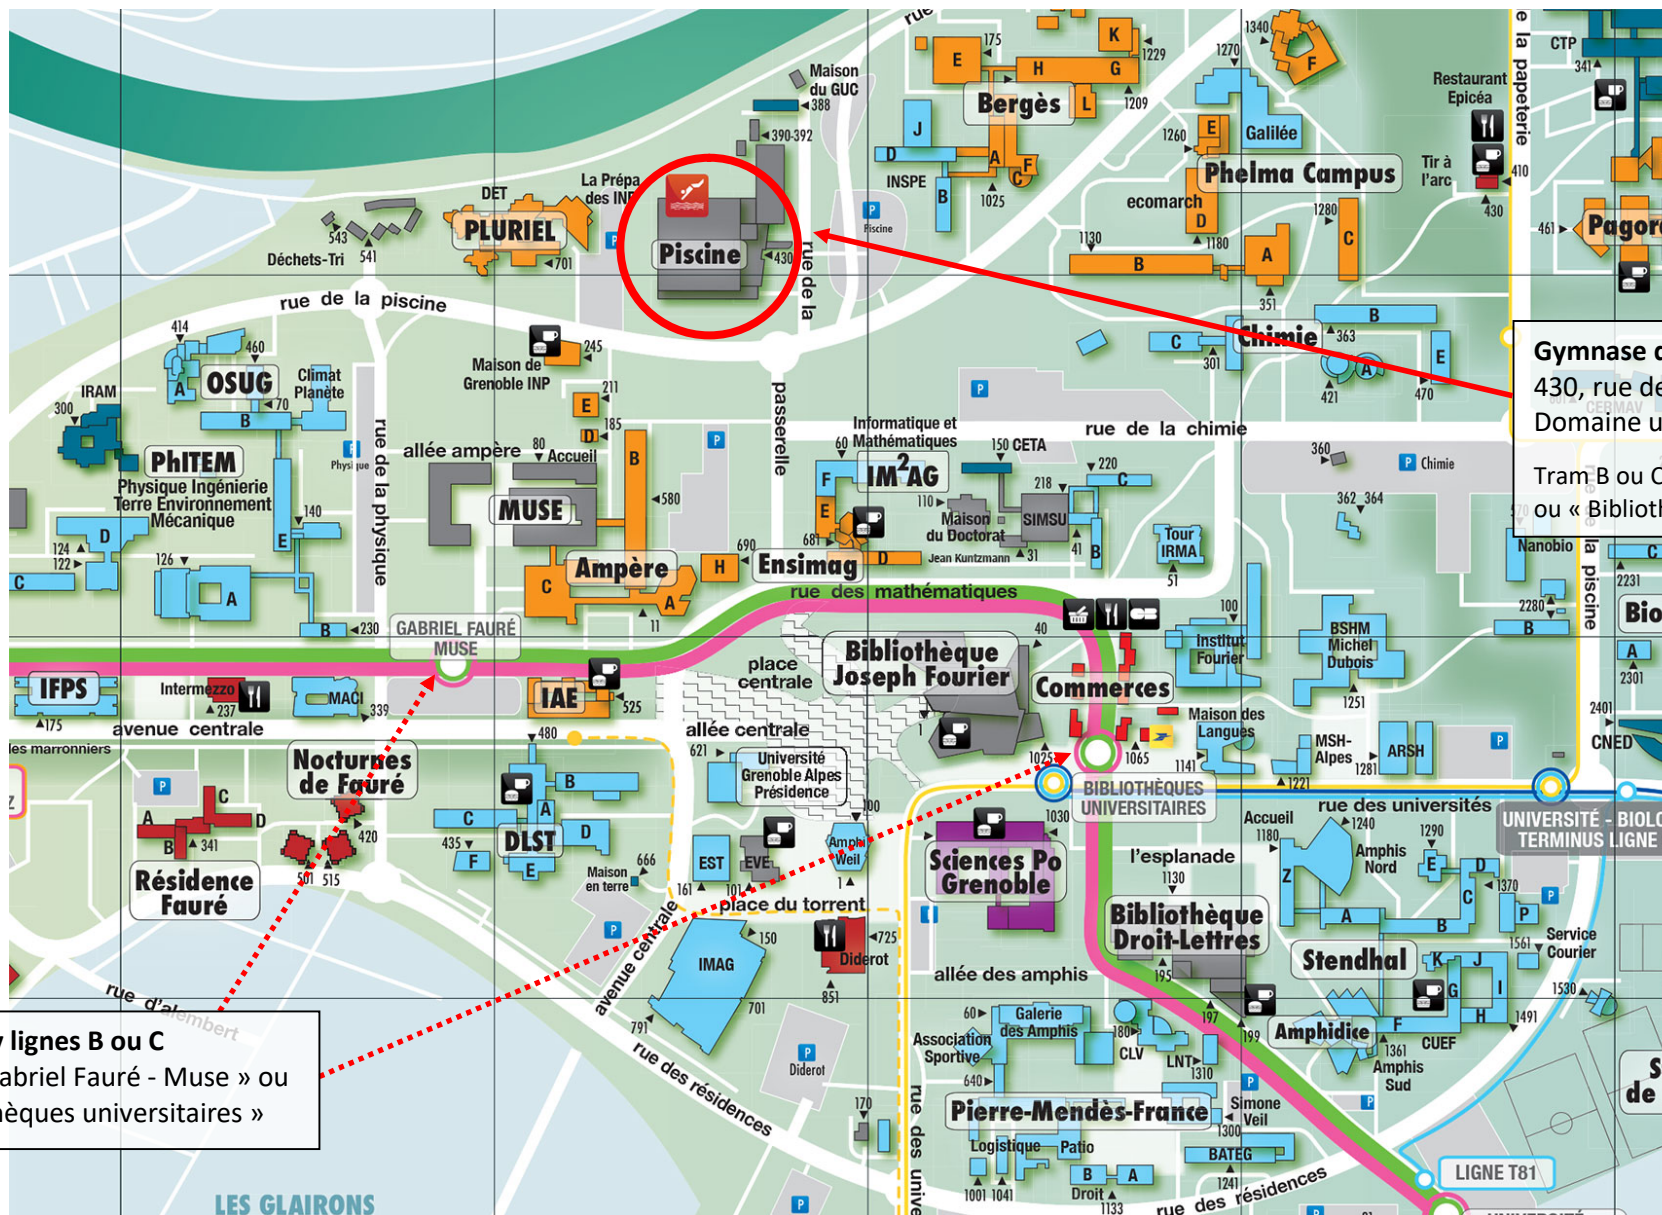 rue
175
K
1229
E
H
G
Bergès
L
1209
1340
F
1270
Galilée
1260
E
Phelma Campus
ecomarch
D
1180
1280
C
1130
B
A
351
e la papeterie
CTP
341
Restaurant
Epicéa
Tir à
l'arc
410
430
461
Pagor
Maison
du GUC
388
390-392
J
D
INSPE
B
A
F
C
1025
La Prépa
des INP
DET
PLURIEL
701
543
541
Déchets-Tri
P
Piscine
430
P
Piscine
rue de la
rue de la piscine
414
460
A
OSUG
70
B
Climat
Planète
IRAM
300
PhITEM
Physique Ingénierie
Terre Environnement
Mécanique
P
Physique
rue de la physique
Maison de
Grenoble INP
245
211
E
185
D
B
allée ampère
80
Accueil
MUSE
580
P
passerelle
Informatique et
Mathématiques
60
IM²AG
F
E
681
Ensimag
D
150 CETA
110
Maison
du Doctorat
Jean Kuntzmann
31
218
SIMSU
220
C
41
B
Tour
IRMA
51
P
rue de la chimie
C
301
Chimie
363
B
E
470
421
A
360
P Chimie
362
364
Gymnase d
430, rue de
Domaine u
Tram B ou C
ou « Biblioth
CERMAV
570
Nanobio
la piscine
C
2231
2280
B
Bio
A
2301
D
124
122
C
126
A
E
140
B
230
Ampère
C
A
11
690
H
rue des mathématiques
GABRIEL FAURÉ
MUSE
IFPS
175
Intermezzo
237
MACI
339
avenue centrale
les marronniers
IAE
525
place
centrale
Bibliothèque
Joseph Fourier
40
1
Commerces
100
Institut
Fourier
BSHM
Michel
Dubois
1251
2401
CNED
Maison des
Langues
1141
MSH-
Alpes
1221
ARSH
1281
P
1025
1065
BIBLIOTHÈQUES
UNIVERSITAIRES
rue des universités
UNIVERSITÉ - BIOLO
TERMINUS LIGNE
allée centrale
621
Université
Grenoble Alpes
Présidence
100
Nocturnes
de Fauré
P
C
A
D
B
341
Résidence
Fauré
420
501
515
480
B
A
C
D
DLST
435
F
E
Maison
en terre
666
P
EST
161
EVE
101
Amphi
Weil
1
place du torrent
1030
Sciences Po
Grenoble
l'esplanade
1130
Bibliothèque
Droit-Lettres
195
197
199
Accueil
1180
1240
Amphis
Nord
Z
1290
E
D
C
1370
A
B
P
P
1561
Service
Courier
Stendhal
K
J
G
I
H
1491
1530
Amphidice
F
1361
CUEF
Amphis
Sud
avenue centrale
IMAG
150
701
791
725
Diderot
851
rue d'alembert
rue des résidences
P
Diderot
170
P
allée des amphis
60
Galerie
des Amphis
Association
Sportive
640
180
CLV
LNT
1310
Pierre-Mendès-France
Simone
Veil
1300
P
P
Logistique
Patio
1001
1041
B
A
Droit
1133
BATEG
1241
rue des résidences
rue des unive
S
de
LIGNE T81
UNIVERSITÉ
y lignes B ou C
abriel Fauré - Muse » ou
hèques universitaires »
LES GLAIRONS
P